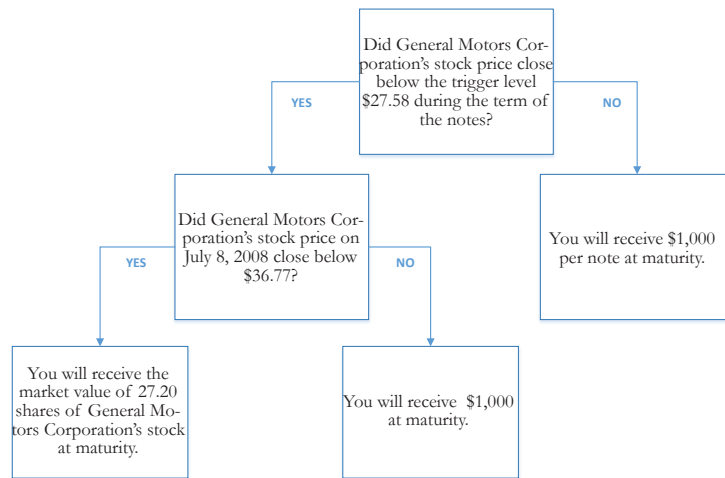 Did General Motors Cor-
poration's stock price close
below the trigger level
$27.58 during the term of
the notes?
YES
NO
Did General Motors Cor-
poration's stock price on
July 8, 2008 close below
$36.77?
You will receive $1,000
per note at maturity.
YES
NO
You will receive the
market value of 27.20
shares of General Mo-
tors Corporation's stock
at maturity.
You will receive $1,000
at maturity.